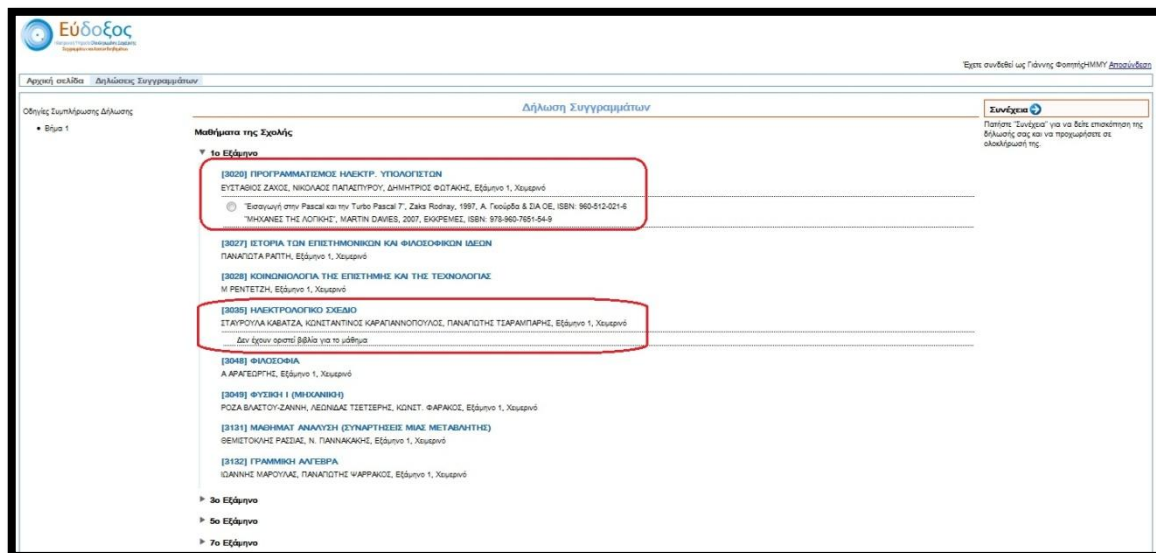 Εύδοξος
Έχετε συνδεθεί ως Γιάννης ΦοιτητήςΗΜΜΥ Αποσύνδεση
Αρχική σελίδα Δηλώσεις Συγγραμμάτων
Οδηγίες Συμπλήρωσης Δήλωσης
• Βήμα 1
Δήλωση Συγγραμμάτων
Μαθήματα της Σχολής
1ο Εξάμηνο
[3020] ΠΡΟΓΡΑΜΜΑΤΙΣΜΟΣ ΗΛΕΚΤΡ. ΥΠΟΛΟΓΙΣΤΩΝ
ΕΥΣΤΑΘΙΟΣ ΖΑΧΟΣ, ΝΙΚΟΛΑΟΣ ΠΑΠΑΣΠΥΡΟΥ, ΔΗΜΗΤΡΙΟΣ ΦΩΤΑΚΗΣ, Εξάμηνο 1, Χειμερινό
"Εισαγωγή στην Pascal και την Turbo Pascal 7", Zaks Rodnay, 1997, Α. Γκιούρδα & ΣΙΑ ΟΕ, ISBN: 960-512-021-6
"ΜΗΧΑΝΕΣ ΤΗΣ ΛΟΓΙΚΗΣ", MARTIN DAVIES, 2007, ΕΚΚΡΕΜΕΣ, ISBN: 978-960-7651-54-9
[3027] ΙΣΤΟΡΙΑ ΤΩΝ ΕΠΙΣΤΗΜΟΝΙΚΩΝ ΚΑΙ ΦΙΛΟΣΟΦΙΚΩΝ ΙΔΕΩΝ
ΠΑΝΑΓΙΩΤΑ ΡΑΠΤΗ, Εξάμηνο 1, Χειμερινό
[3028] ΚΟΙΝΩΝΙΟΛΟΓΙΑ ΤΗΣ ΕΠΙΣΤΗΜΗΣ ΚΑΙ ΤΗΣ ΤΕΧΝΟΛΟΓΙΑΣ
Μ ΡΕΝΤΕΤΖΗ, Εξάμηνο 1, Χειμερινό
[3035] ΗΛΕΚΤΡΟΛΟΓΙΚΟ ΣΧΕΔΙΟ
ΣΤΑΥΡΟΥΛΑ ΚΑΒΑΤΖΑ, ΚΩΝΣΤΑΝΤΙΝΟΣ ΚΑΡΑΓΙΑΝΝΟΠΟΥΛΟΣ, ΠΑΝΑΓΙΩΤΗΣ ΤΣΑΡΑΜΠΑΡΗΣ, Εξάμηνο 1, Χειμερινό
Δεν έχουν οριστεί βιβλία για το μάθημα
[3048] ΦΙΛΟΣΟΦΙΑ
Α ΑΡΑΓΕΩΡΓΗΣ, Εξάμηνο 1, Χειμερινό
[3049] ΦΥΣΙΚΗ Ι (ΜΗΧΑΝΙΚΗ)
ΡΟΖΑ ΒΛΑΣΤΟΥ-ΖΑΝΝΗ, ΛΕΩΝΙΔΑΣ ΤΣΕΤΣΕΡΗΣ, ΚΩΝΣΤ. ΦΑΡΑΚΟΣ, Εξάμηνο 1, Χειμερινό
[3131] ΜΑΘΗΜΑΤ ΑΝΑΛΥΣΗ (ΣΥΝΑΡΤΗΣΕΙΣ ΜΙΑΣ ΜΕΤΑΒΛΗΤΗΣ)
ΘΕΜΙΣΤΟΚΛΗΣ ΡΑΣΣΙΑΣ, Ν. ΓΙΑΝΝΑΚΑΚΗΣ, Εξάμηνο 1, Χειμερινό
[3132] ΓΡΑΜΜΙΚΗ ΑΛΓΕΒΡΑ
ΙΩΑΝΝΗΣ ΜΑΡΟΥΛΑΣ, ΠΑΝΑΓΙΩΤΗΣ ΨΑΡΡΑΚΟΣ, Εξάμηνο 1, Χειμερινό
3ο Εξάμηνο
5ο Εξάμηνο
7ο Εξάμηνο
Συνέχεια
Πατήστε "Συνέχεια" για να δείτε επισκόπηση της
δήλωσής σας και να προχωρήσετε σε
ολοκλήρωσή της.